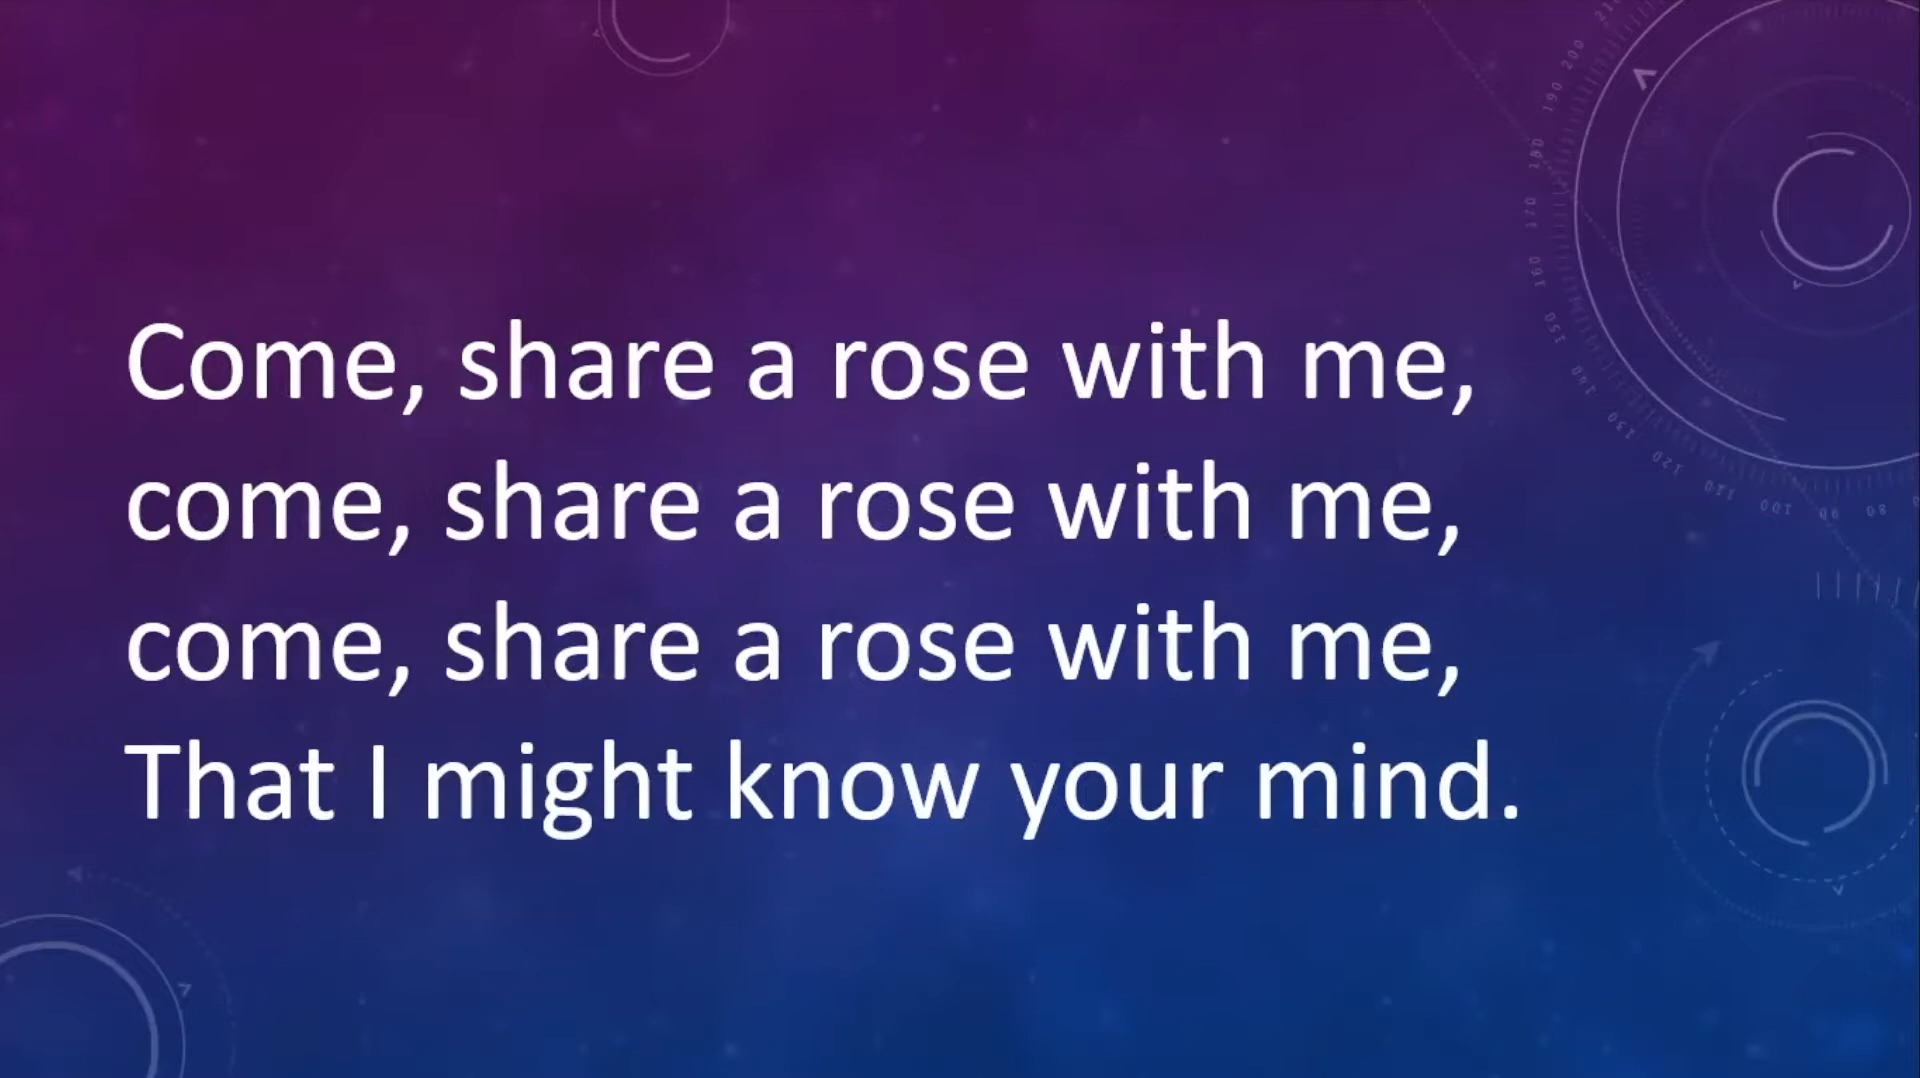 Come, share a rose with me,
come, share a rose with me,
come, share a rose with me,
That I might know your mind.